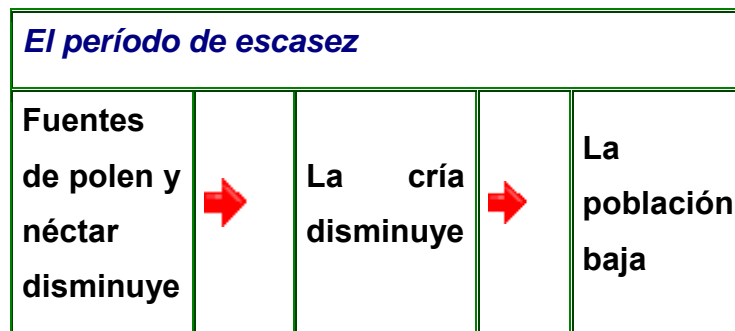 El período de escasez
Fuentes
de polen y
néctar
disminuye
La cría
disminuye
La
población
baja